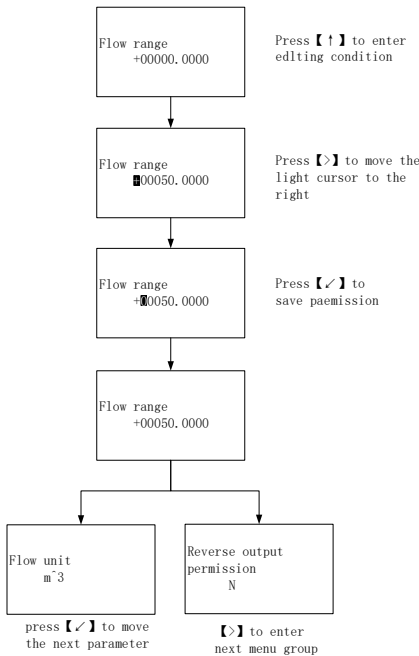 Flow range
+00000.0000
Press【↑】to enter
edlting condition
Flow range
+00050.0000
Press【>】to move the
light cursor to the
right
Flow range
+00050.0000
Press【↙】to
save paemission
Flow range
+00050.0000
Flow unit
m^3
Reverse output
permission
N
press【↙】to move
the next parameter
【>】to enter
next menu group